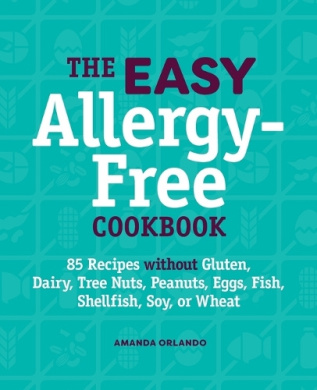 THE EASY
Allergy-
Free
COOKBOOK
85 Recipes without Gluten,
Dairy, Tree Nuts, Peanuts, Eggs, Fish,
Shellfish, Soy, or Wheat
AMANDA ORLANDO